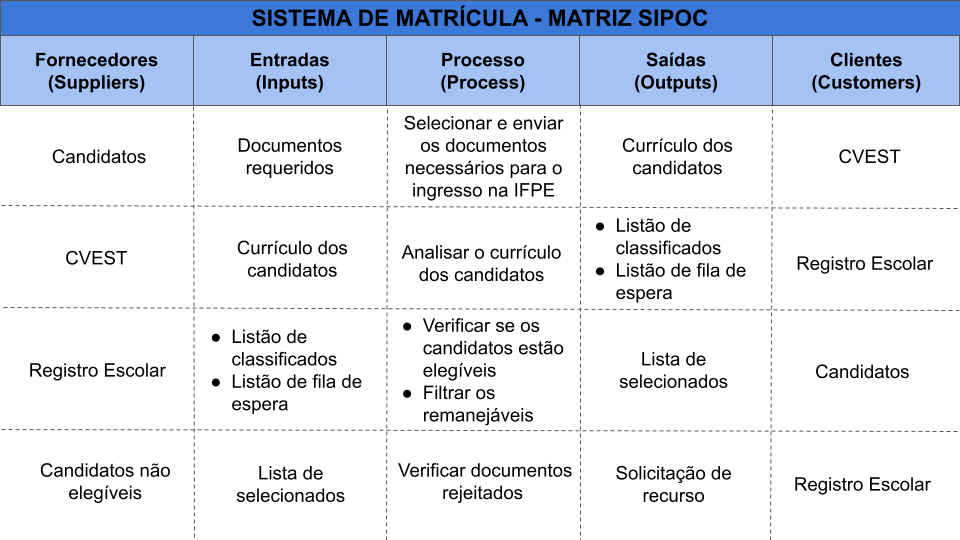 SISTEMA DE MATRÍCULA - MATRIZ SIPOC
Fornecedores
(Suppliers)
Entradas
(Inputs)
Processo
(Process)
Saídas
(Outputs)
Clientes
(Customers)
Candidatos
Documentos
requeridos
Selecionar e enviar
os documentos
necessários para o
ingresso na IFPE
Currículo dos
candidatos
CVEST
CVEST
Currículo dos
candidatos
Analisar o currículo
dos candidatos
● Listão de
classificados
● Listão de fila de
espera
Registro Escolar
Registro Escolar
● Listão de
classificados
● Listão de fila de
espera
● Verificar se os
candidatos estão
elegíveis
● Filtrar os
remanejáveis
Lista de
selecionados
Candidatos
Candidatos não
elegíveis
Lista de
selecionados
Verificar documentos
rejeitados
Solicitação de
recurso
Registro Escolar